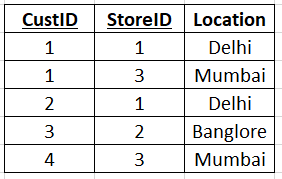 CustID StoreID Location
1 1 Delhi
1 3 Mumbai
2 1 Delhi
3 2 Banglore
4 3 Mumbai